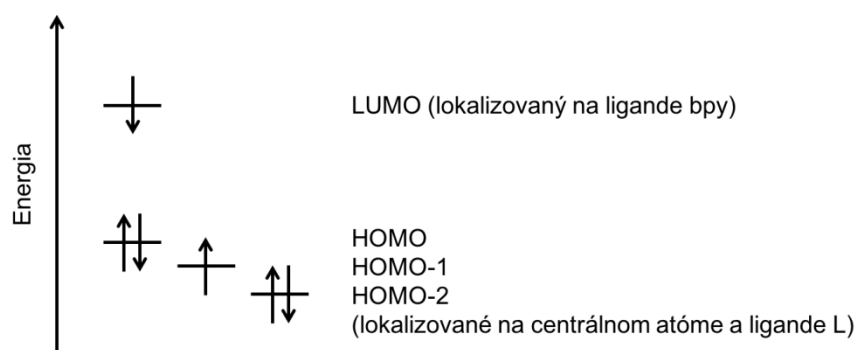 Energia
LUMO (lokalizovaný na ligande bpy)
HOMO
HOMO-1
HOMO-2
(lokalizované na centrálnom atóme a ligande L)